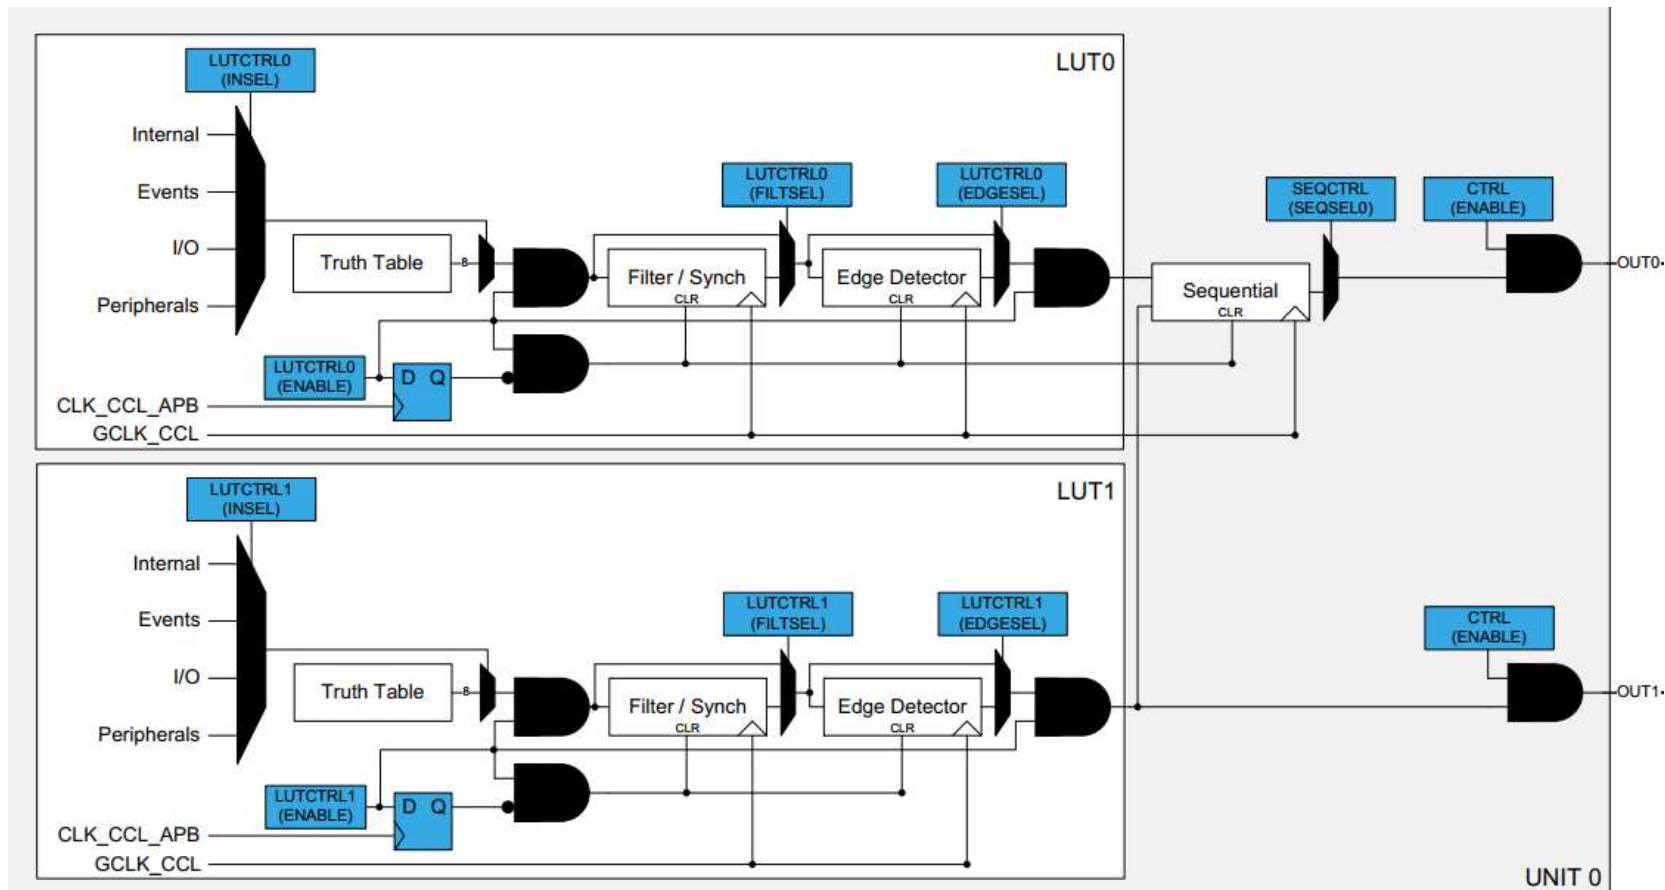 LUTCTRL0
(INSEL)
LUT0
Internal
Events
I/O
Peripherals
Truth Table
8
LUTCTRL0
(FILTSEL)
LUTCTRL0
(EDGESEL)
SEQCTRL
(SEQSEL0)
CTRL
(ENABLE)
Filter / Synch
CLR
Edge Detector
CLR
Sequential
CLR
OUT0
LUTCTRL0
(ENABLE)
D Q
CLK_CCL_APB
GCLK_CCL
LUTCTRL1
(INSEL)
LUT1
Internal
Events
I/O
Peripherals
Truth Table
8
LUTCTRL1
(FILTSEL)
LUTCTRL1
(EDGESEL)
CTRL
(ENABLE)
Filter / Synch
CLR
Edge Detector
CLR
OUT1
LUTCTRL1
(ENABLE)
D Q
CLK_CCL_APB
GCLK_CCL
UNIT 0